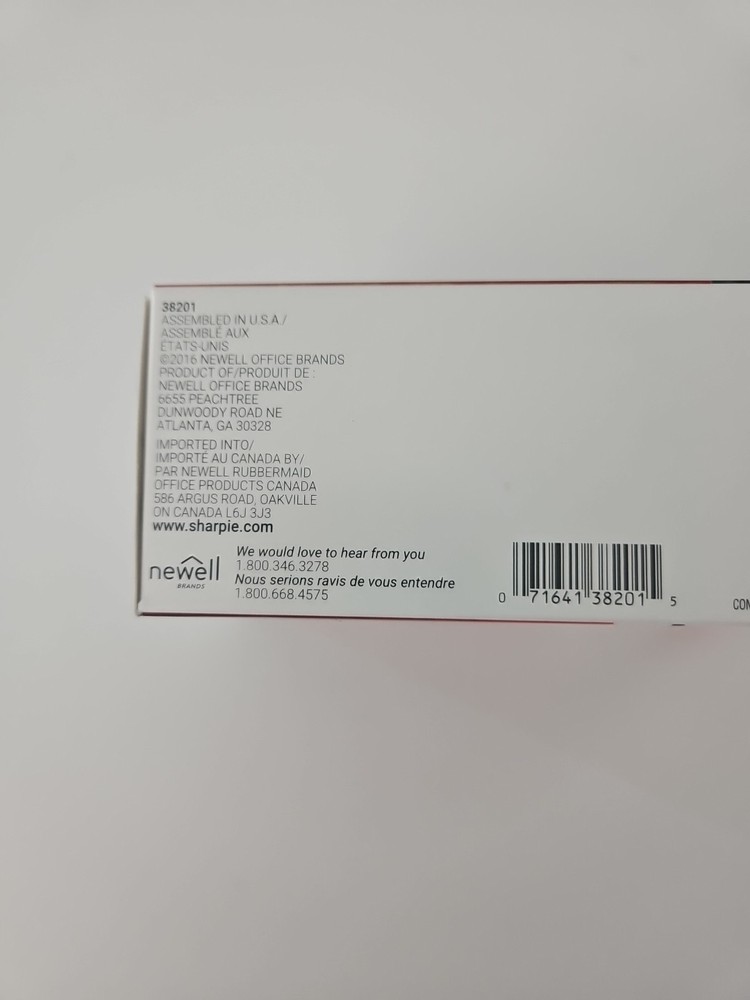 38201
ASSEMBLED IN U.S.A./
ASSEMBLÉ AUX
ÉTATS-UNIS
©2016 NEWELL OFFICE BRANDS
PRODUCT OF/PRODUIT DE :
NEWELL OFFICE BRANDS
6655 PEACHTREE
DUNWOODY ROAD NE
ATLANTA, GA 30328
IMPORTED INTO/
IMPORTÉ AU CANADA BY/
PAR NEWELL RUBBERMAID
OFFICE PRODUCTS CANADA
586 ARGUS ROAD, OAKVILLE
ON CANADA L6J 3J3
www.sharpie.com
newell
BRANDS
We would love to hear from you
1.800.346.3278
Nous serions ravis de vous entendre
1.800.668.4575
0 71641 38201 5